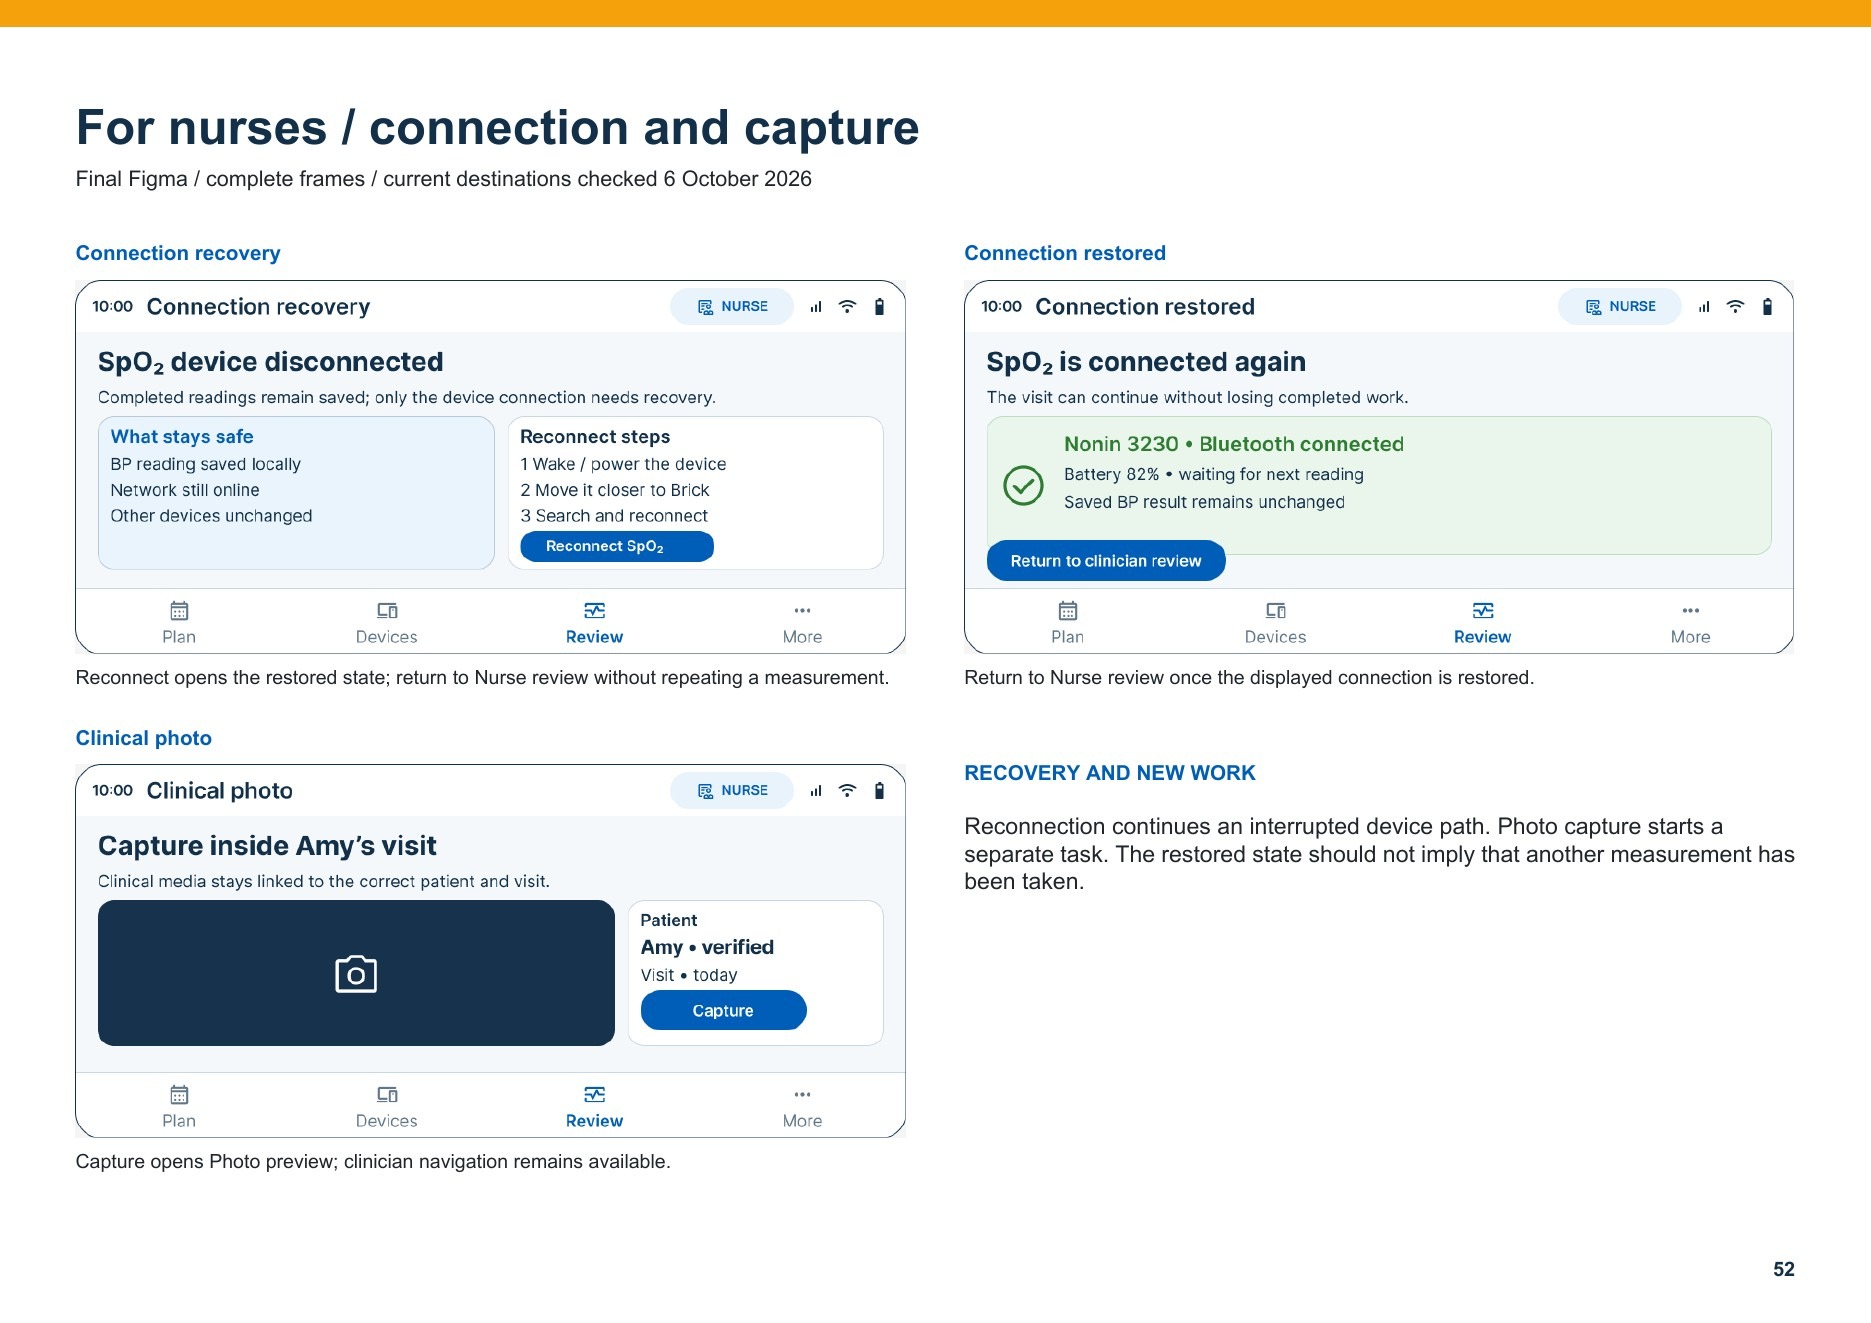 For nurses / connection and capture
Final Figma / complete frames / current destinations checked 6 October 2026
Connection recovery
10:00 Connection recovery NURSE
SpO₂ device disconnected
Completed readings remain saved; only the device connection needs recovery.
What stays safe
BP reading saved locally
Network still online
Other devices unchanged
Reconnect steps
1 Wake / power the device
2 Move it closer to Brick
3 Search and reconnect
Reconnect SpO₂
Plan Devices Review More
Reconnect opens the restored state; return to Nurse review without repeating a measurement.
Connection restored
10:00 Connection restored NURSE
SpO₂ is connected again
The visit can continue without losing completed work.
Nonin 3230 • Bluetooth connected
Battery 82% • waiting for next reading
Saved BP result remains unchanged
Return to clinician review
Plan Devices Review More
Return to Nurse review once the displayed connection is restored.
Clinical photo
10:00 Clinical photo NURSE
Capture inside Amy’s visit
Clinical media stays linked to the correct patient and visit.
Patient
Amy • verified
Visit • today
Capture
Plan Devices Review More
Capture opens Photo preview; clinician navigation remains available.
RECOVERY AND NEW WORK
Reconnection continues an interrupted device path. Photo capture starts a
separate task. The restored state should not imply that another measurement has
been taken.
52